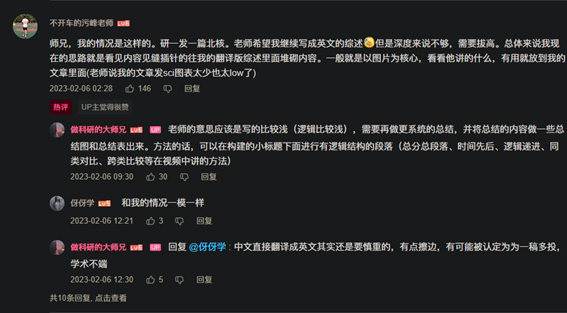 不开车的污峰老师 LV6
师兄，我的情况是这样的。研一发一篇北核。老师希望我继续写成英文的综述😅但是深度来说不够，需要拔高。总体来说我现
在的思路就是看见内容见缝插针的往我的翻译版综述里面堆砌内容。一般就是以图片为核心，看看他讲的什么，有用就放到我的
文章里面(老师说我的文章发sci图表太少也太low了)
2023-02-06 02:28 146 回复
热评 UP主觉得很赞
做科研的大师兄 LV5 UP 老师的意思应该是写的比较浅（逻辑比较浅），需要再做更系统的总结，并将总结的内容做一些总
结图和总结表出来。方法的话，可以在构建的小标题下面进行有逻辑结构的段落（总分总段落、时间先后、逻辑递进、同
类对比、跨类比较等在视频中讲的方法）
2023-02-06 09:30 30 回复
伢伢学 LV5 和我的情况一模一样
2023-02-06 12:21 3 回复
做科研的大师兄 LV5 UP 回复 @伢伢学 : 中文直接翻译成英文其实还是要慎重的，有点擦边，有可能被认定为为一稿多投，
学术不端
2023-02-06 12:30 5 回复
共10条回复, 点击查看